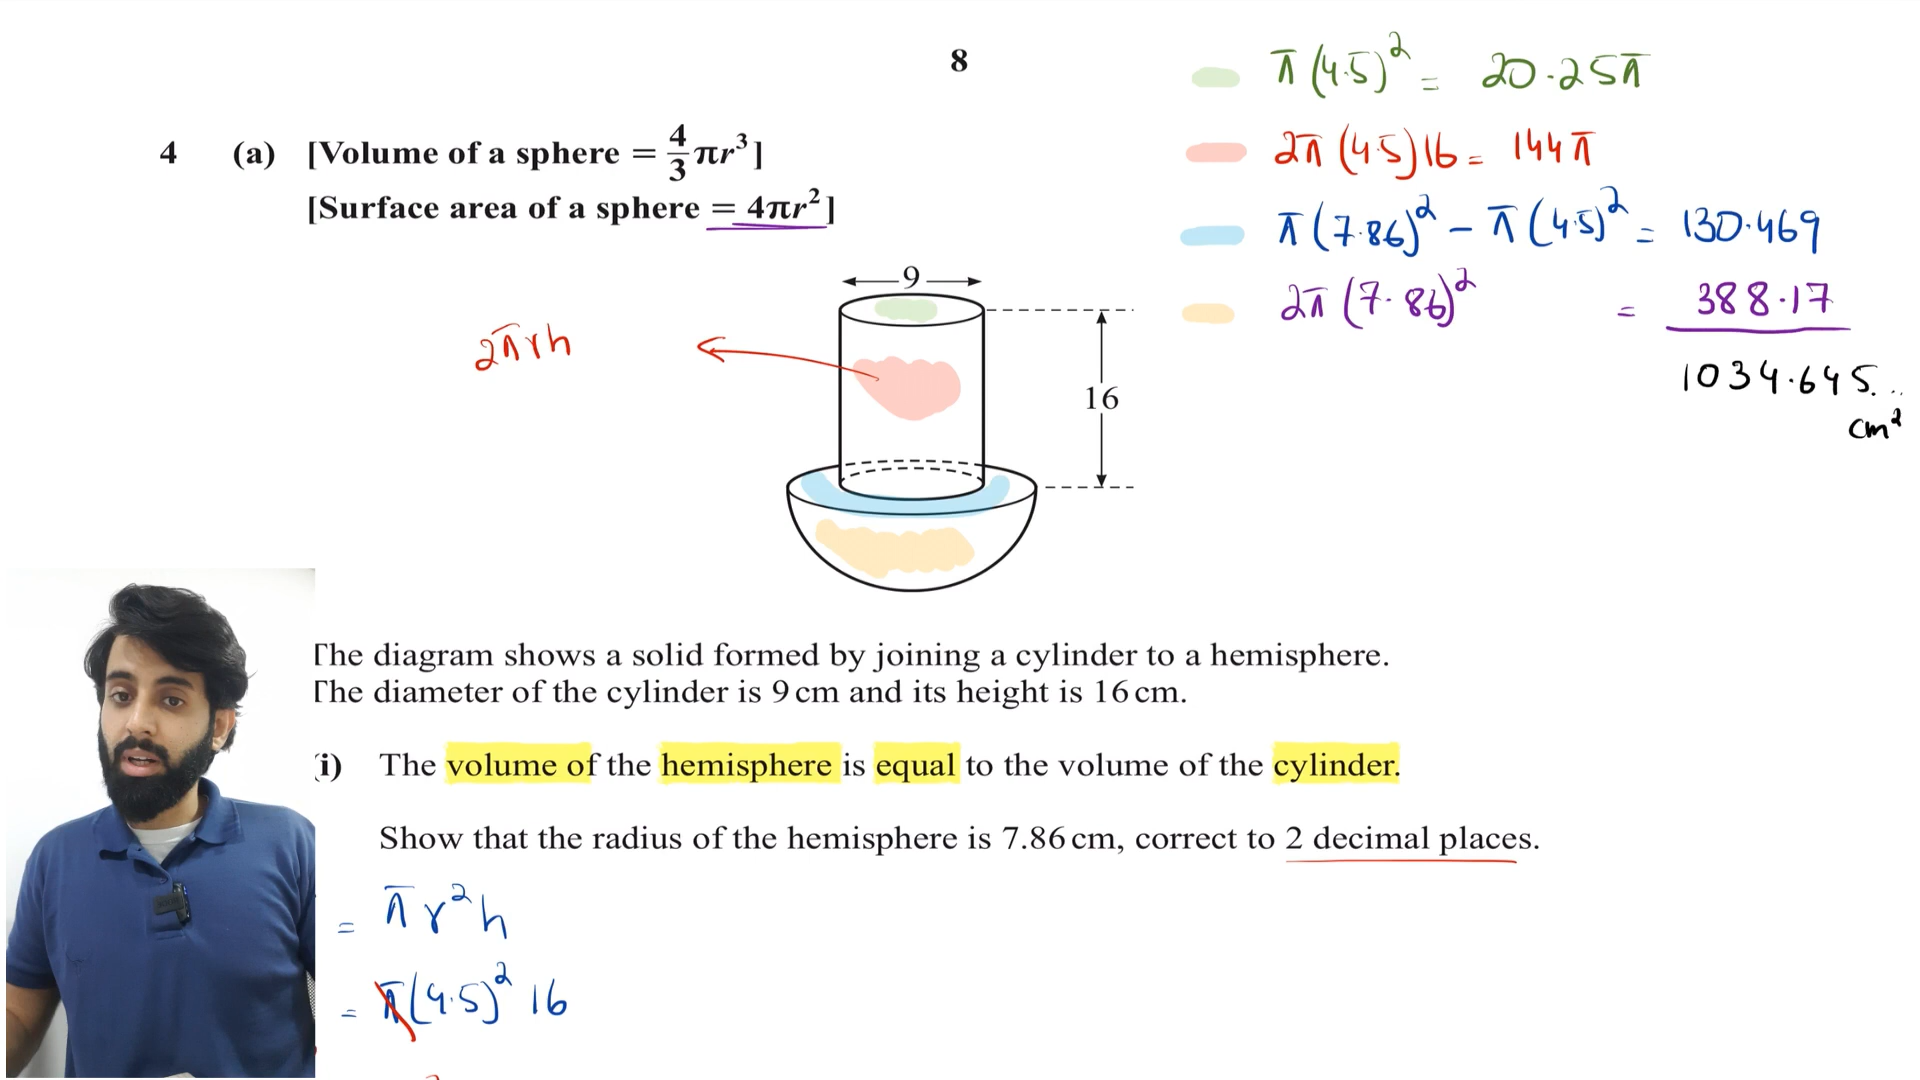 8
4 (a) [Volume of a sphere = 4/3 πr³]
[Surface area of a sphere = 4πr²]
π(4.5)² = 20.25π
2π(4.5)16 = 144π
π(7.86)² − π(4.5)² = 130.469
2π(7.86)² = 388.17
1034.645...
cm²
9
2πrh
16
The diagram shows a solid formed by joining a cylinder to a hemisphere.
The diameter of the cylinder is 9 cm and its height is 16 cm.
(i) The volume of the hemisphere is equal to the volume of the cylinder.
Show that the radius of the hemisphere is 7.86 cm, correct to 2 decimal places.
= πr²h
= π(4.5)² 16